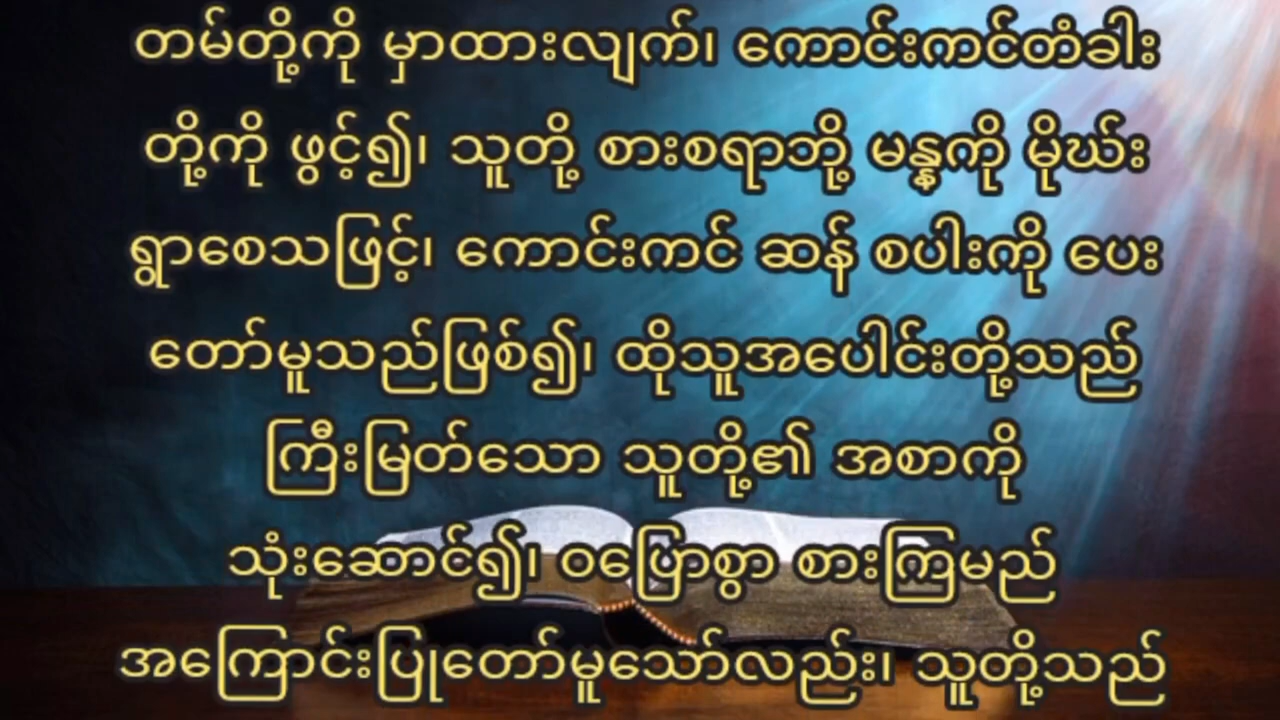 တမ်တို့ကို မှာထားလျက်၊ ကောင်းကင်တံခါး
တို့ကို ဖွင့်၍၊ သူတို့ စားစရာဘို့ မန္နကို မိုဃ်း
ရွာစေသဖြင့်၊ ကောင်းကင် ဆန် စပါးကို ပေး
တော်မူသည်ဖြစ်၍၊ ထိုသူအပေါင်းတို့သည်
ကြီးမြတ်သော သူတို့၏ အစာကို
သုံးဆောင်၍၊ ဝပြောစွာ စားကြမည်
အကြောင်းပြုတော်မူသော်လည်း၊ သူတို့သည်